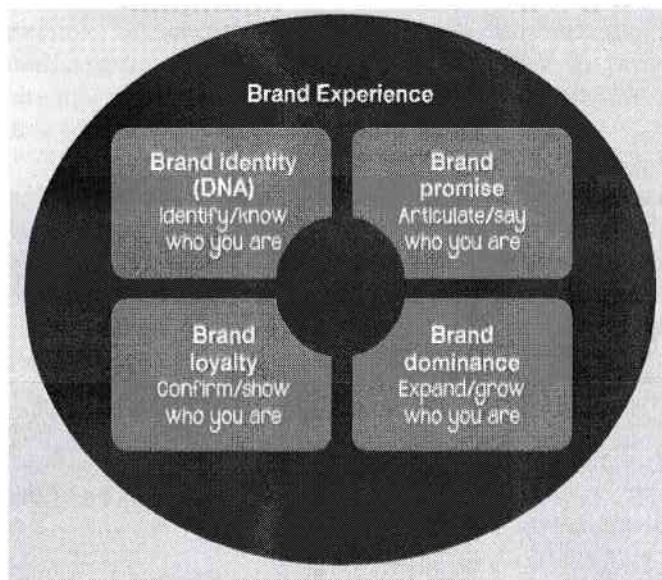 Brand Experience
Brand identity
(DNA)
Identify/know
who you are
Brand
promise
Articulate/say
who you are
Brand
loyalty
Confirm/show
who you are
Brand
dominance
Expand/grow
who you are